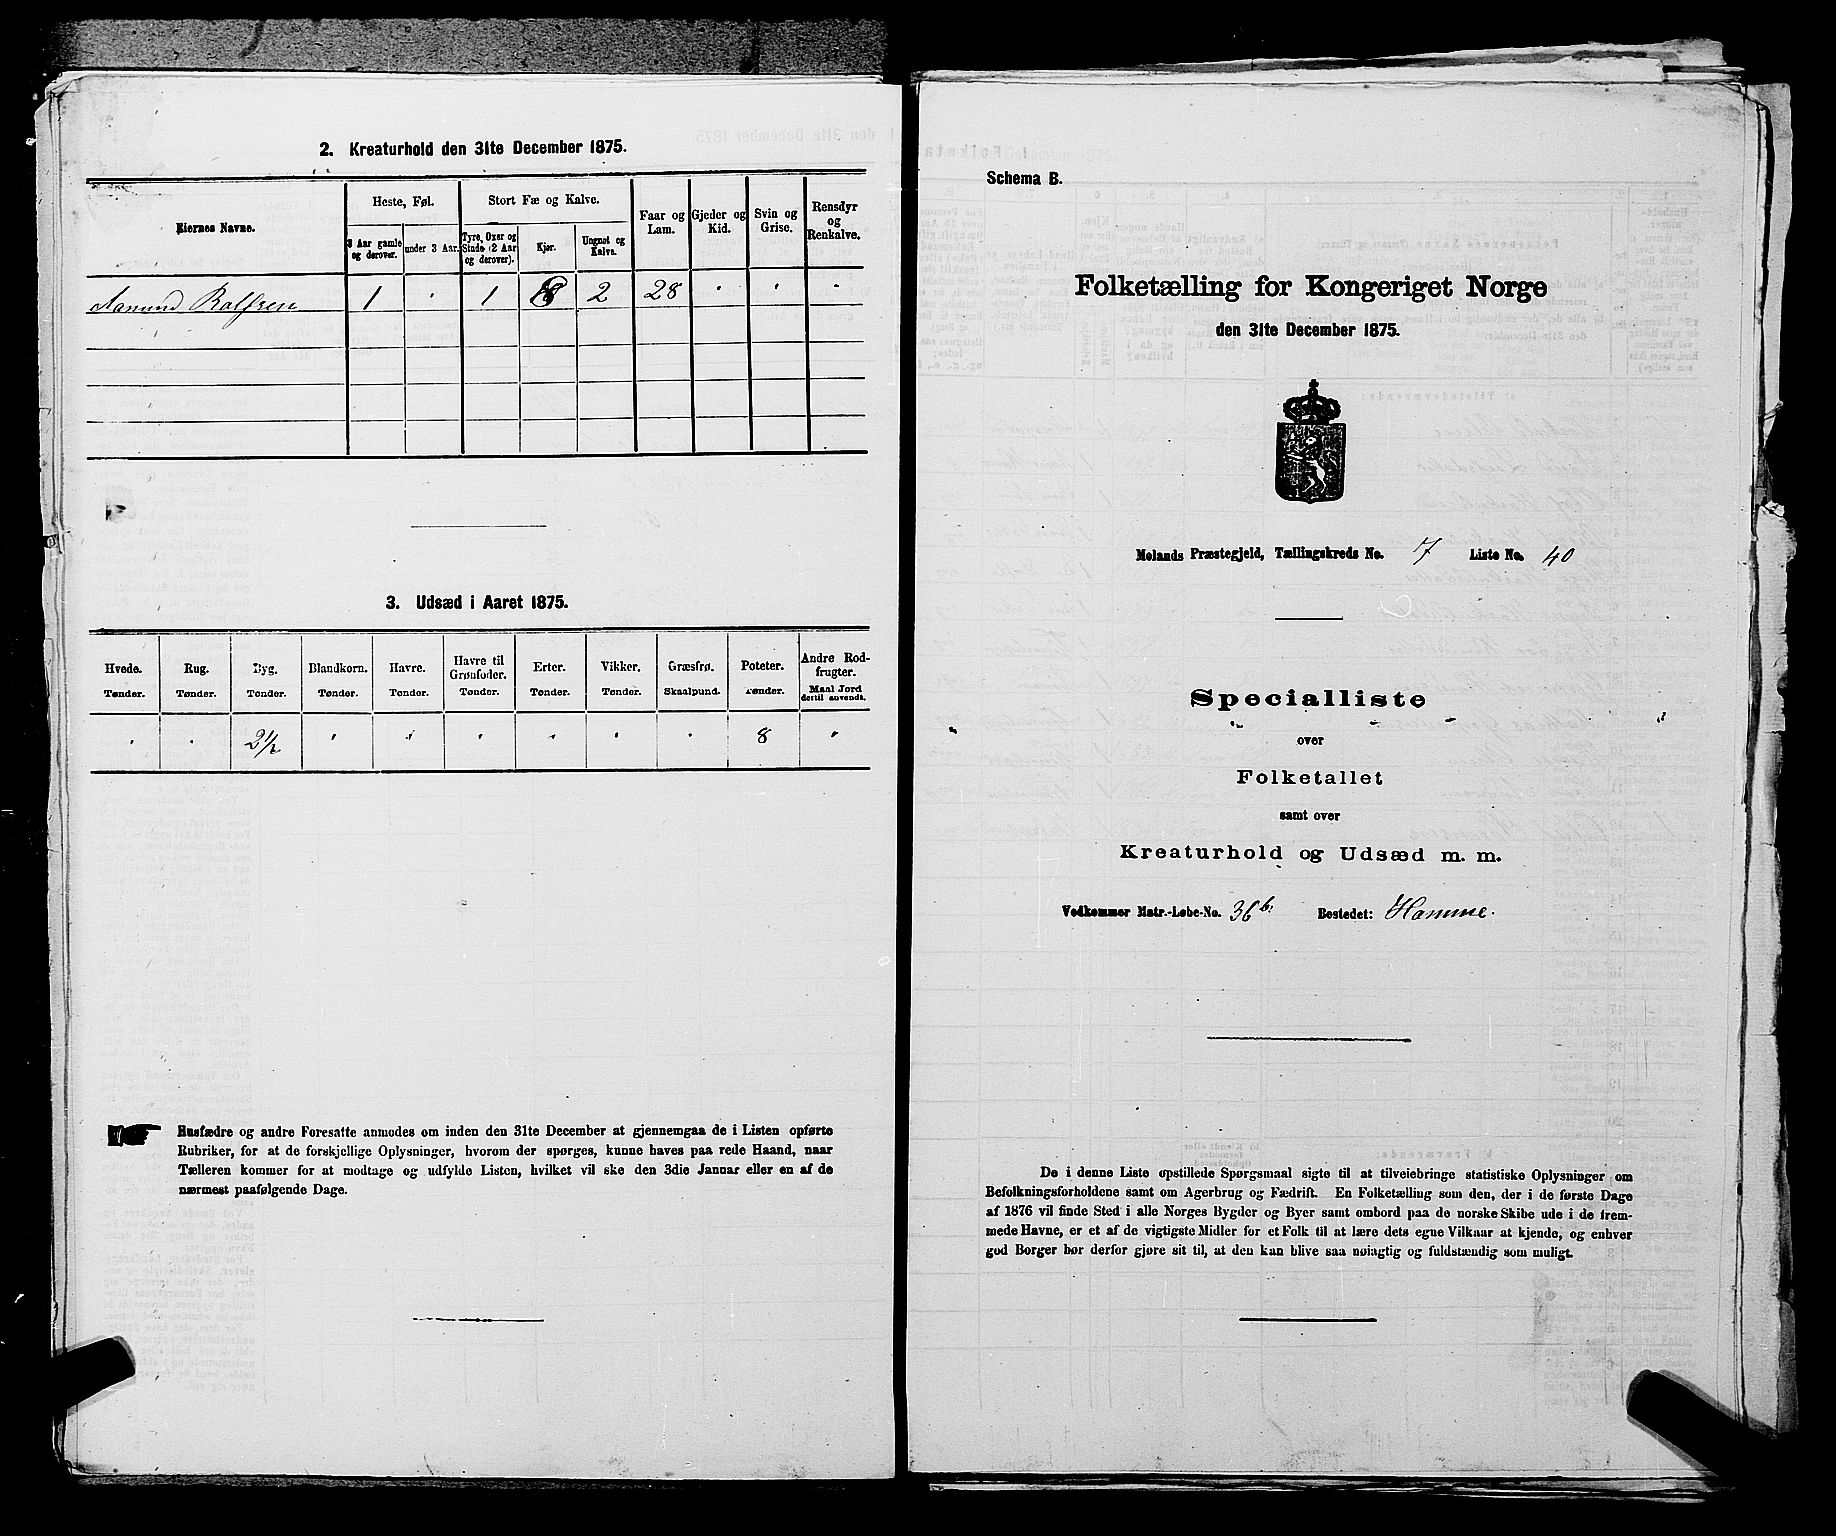 2. Kreaturhold den 31te December 1875.
Eiernes Navne.
Heste, Føl.
Stort Fæ og Kalve.
Faar og Lam.
Gjeder og Kid.
Svin og Grise.
Rensdyr og Renkalve.
3 Aar gamle og derover.
under 3 Aar.
Tyre, Oxer og Stude (2 Aar og derover).
Kjør.
Ungnøt og Kalve.
Aamund Rolfsen 1 " 1 8 2 28 " " "
3. Udsæd i Aaret 1875.
Hvede. Rug. Byg. Blandkorn. Havre. Havre til Grønfoder. Erter. Vikker. Græsfrø. Poteter. Andre Rodfrugter.
Tønder. Tønder. Tønder. Tønder. Tønder. Tønder. Tønder. Tønder. Skaalpund. Tønder. Maal Jord dertil anvendt.
" " 2½ " " " " " " 8 "
Husfædre og andre Foresatte anmodes om inden den 31te December at gjennemgaa de i Listen opførte
Rubriker, for at de forskjellige Oplysninger, hvorom der spørges, kunne haves paa rede Haand, naar
Tælleren kommer for at modtage og udfylde Listen, hvilket vil ske den 3die Januar eller en af de
nærmest paafølgende Dage.
Schema B.
Folketælling for Kongeriget Norge
den 31te December 1875.
Molands Præstegjeld, Tællingskreds No. 7 Liste No. 40
Specialliste
over
Folketallet
samt over
Kreaturhold og Udsæd m. m.
Vedkommer Matr.-Løbe-No. 36b. Bostedet: Hamme.
De i denne Liste opstillede Spørgsmaal sigte til at tilveiebringe statistiske Oplysninger om
Befolkningsforholdene samt om Agerbrug og Fædrift. En Folketælling som den, der i de første Dage
af 1876 vil finde Sted i alle Norges Bygder og Byer samt ombord paa de norske Skibe ude i de frem-
mede Havne, er et af de vigtigste Midler for et Folk til at lære dets egne Vilkaar at kjende, og enhver
god Borger bør derfor gjøre sit til, at den kan blive saa nøiagtig og fuldstændig som muligt.